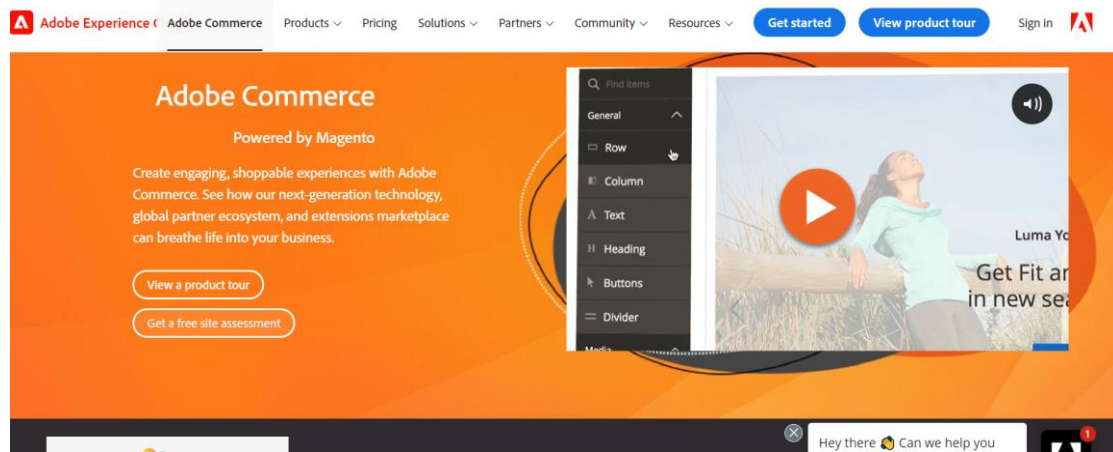 Adobe Experience C
Adobe Commerce
Products
Pricing
Solutions
Partners
Community
Resources
Get started
View product tour
Sign in
Adobe Commerce
Powered by Magento
Create engaging, shoppable experiences with Adobe
Commerce. See how our next-generation technology,
global partner ecosystem, and extensions marketplace
can breathe life into your business.
View a product tour
Get a free site assessment
Find items
General
Row
Column
Text
Heading
Buttons
Divider
Media
Luma Yo
Get Fit an
in new sea
Hey there 👋 Can we help you
1